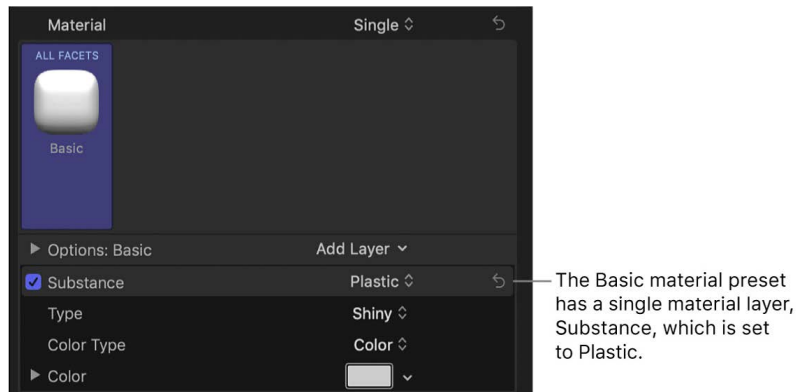 Material Single
ALL FACETS
Basic
Options: Basic Add Layer
Substance Plastic
Type Shiny
Color Type Color
Color
The Basic material preset
has a single material layer,
Substance, which is set
to Plastic.